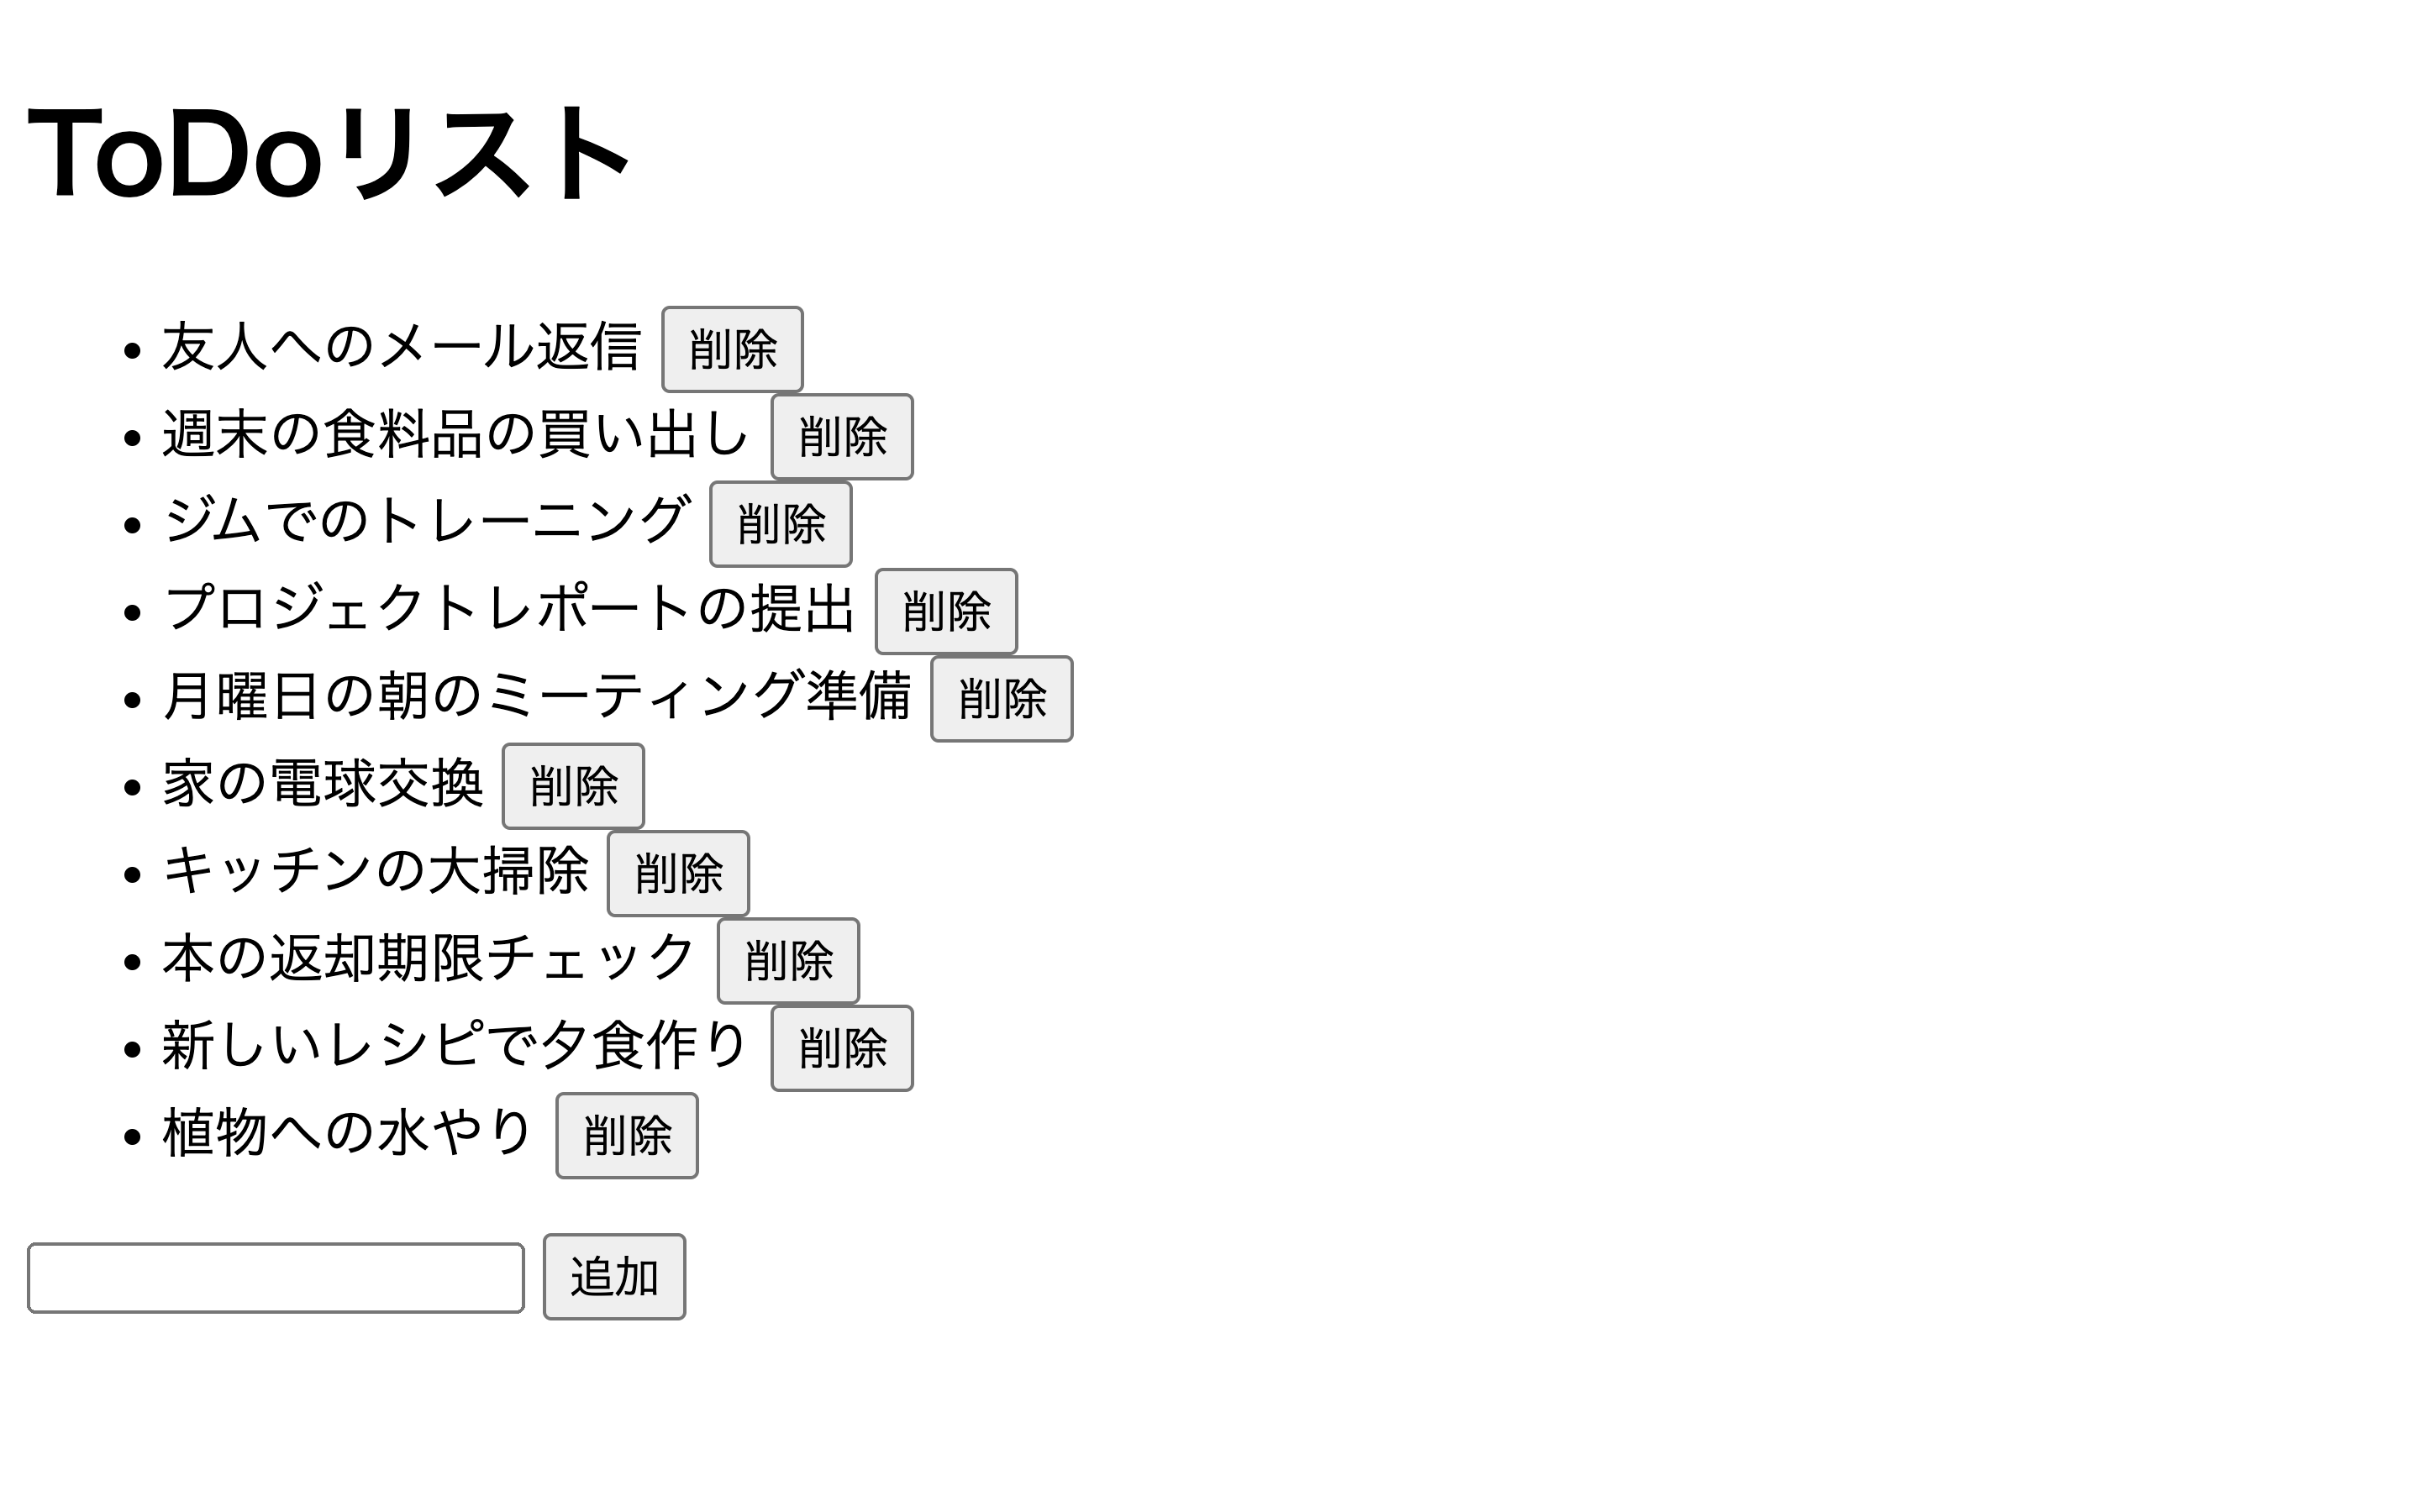 ToDoリスト
友人へのメール返信 削除
週末の食料品の買い出し 削除
ジムでのトレーニング 削除
プロジェクトレポートの提出 削除
月曜日の朝のミーティング準備 削除
家の電球交換 削除
キッチンの大掃除 削除
本の返却期限チェック 削除
新しいレシピで夕食作り 削除
植物への水やり 削除
追加